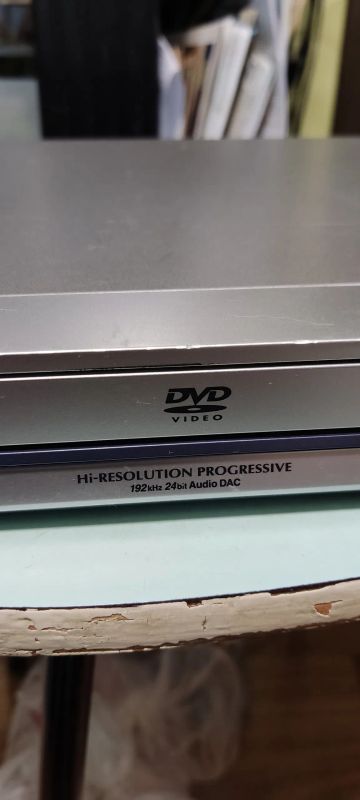 DVD
VIDEO
Hi-RESOLUTION PROGRESSIVE
192kHz 24bit Audio DAC